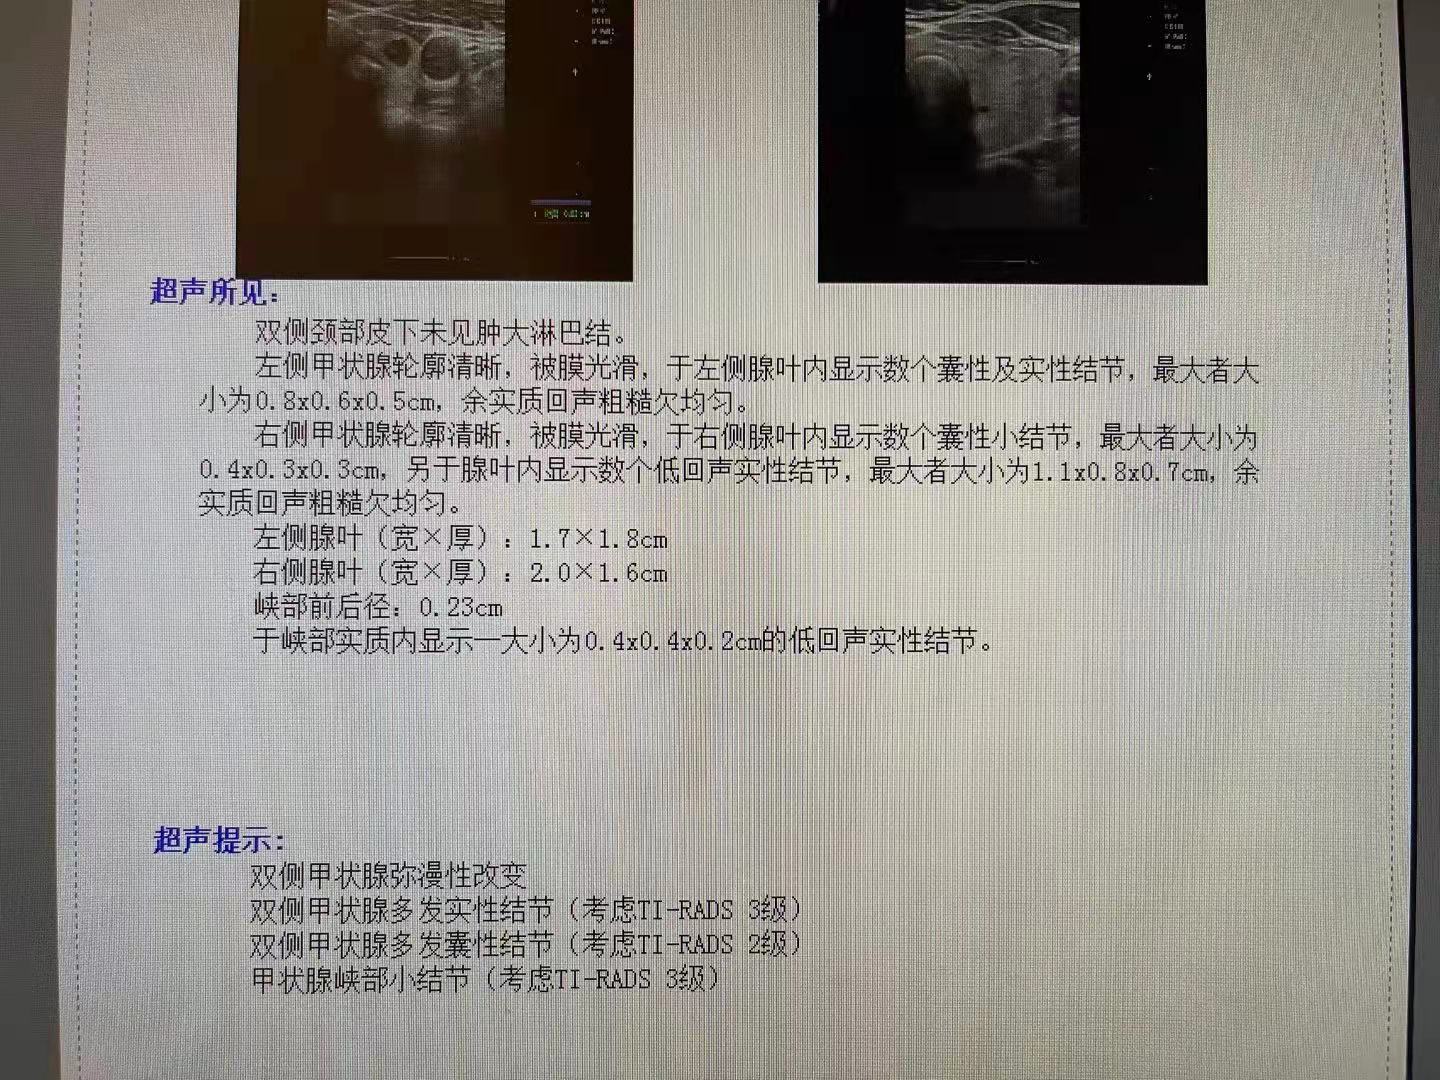 超声所见：
双侧颈部皮下未见肿大淋巴结。
左侧甲状腺轮廓清晰，被膜光滑，于左侧腺叶内显示数个囊性及实性结节，最大者大
小为0.8x0.6x0.5cm，余实质回声粗糙欠均匀。
右侧甲状腺轮廓清晰，被膜光滑，于右侧腺叶内显示数个囊性小结节，最大者大小为
0.4x0.3x0.3cm，另于腺叶内显示数个低回声实性结节，最大者大小为1.1x0.8x0.7cm，余
实质回声粗糙欠均匀。
左侧腺叶（宽×厚）：1.7×1.8cm
右侧腺叶（宽×厚）：2.0×1.6cm
峡部前后径：0.23cm
于峡部实质内显示一大小为0.4x0.4x0.2cm的低回声实性结节。
超声提示：
双侧甲状腺弥漫性改变
双侧甲状腺多发实性结节（考虑TI-RADS 3级）
双侧甲状腺多发囊性结节（考虑TI-RADS 2级）
甲状腺峡部小结节（考虑TI-RADS 3级）